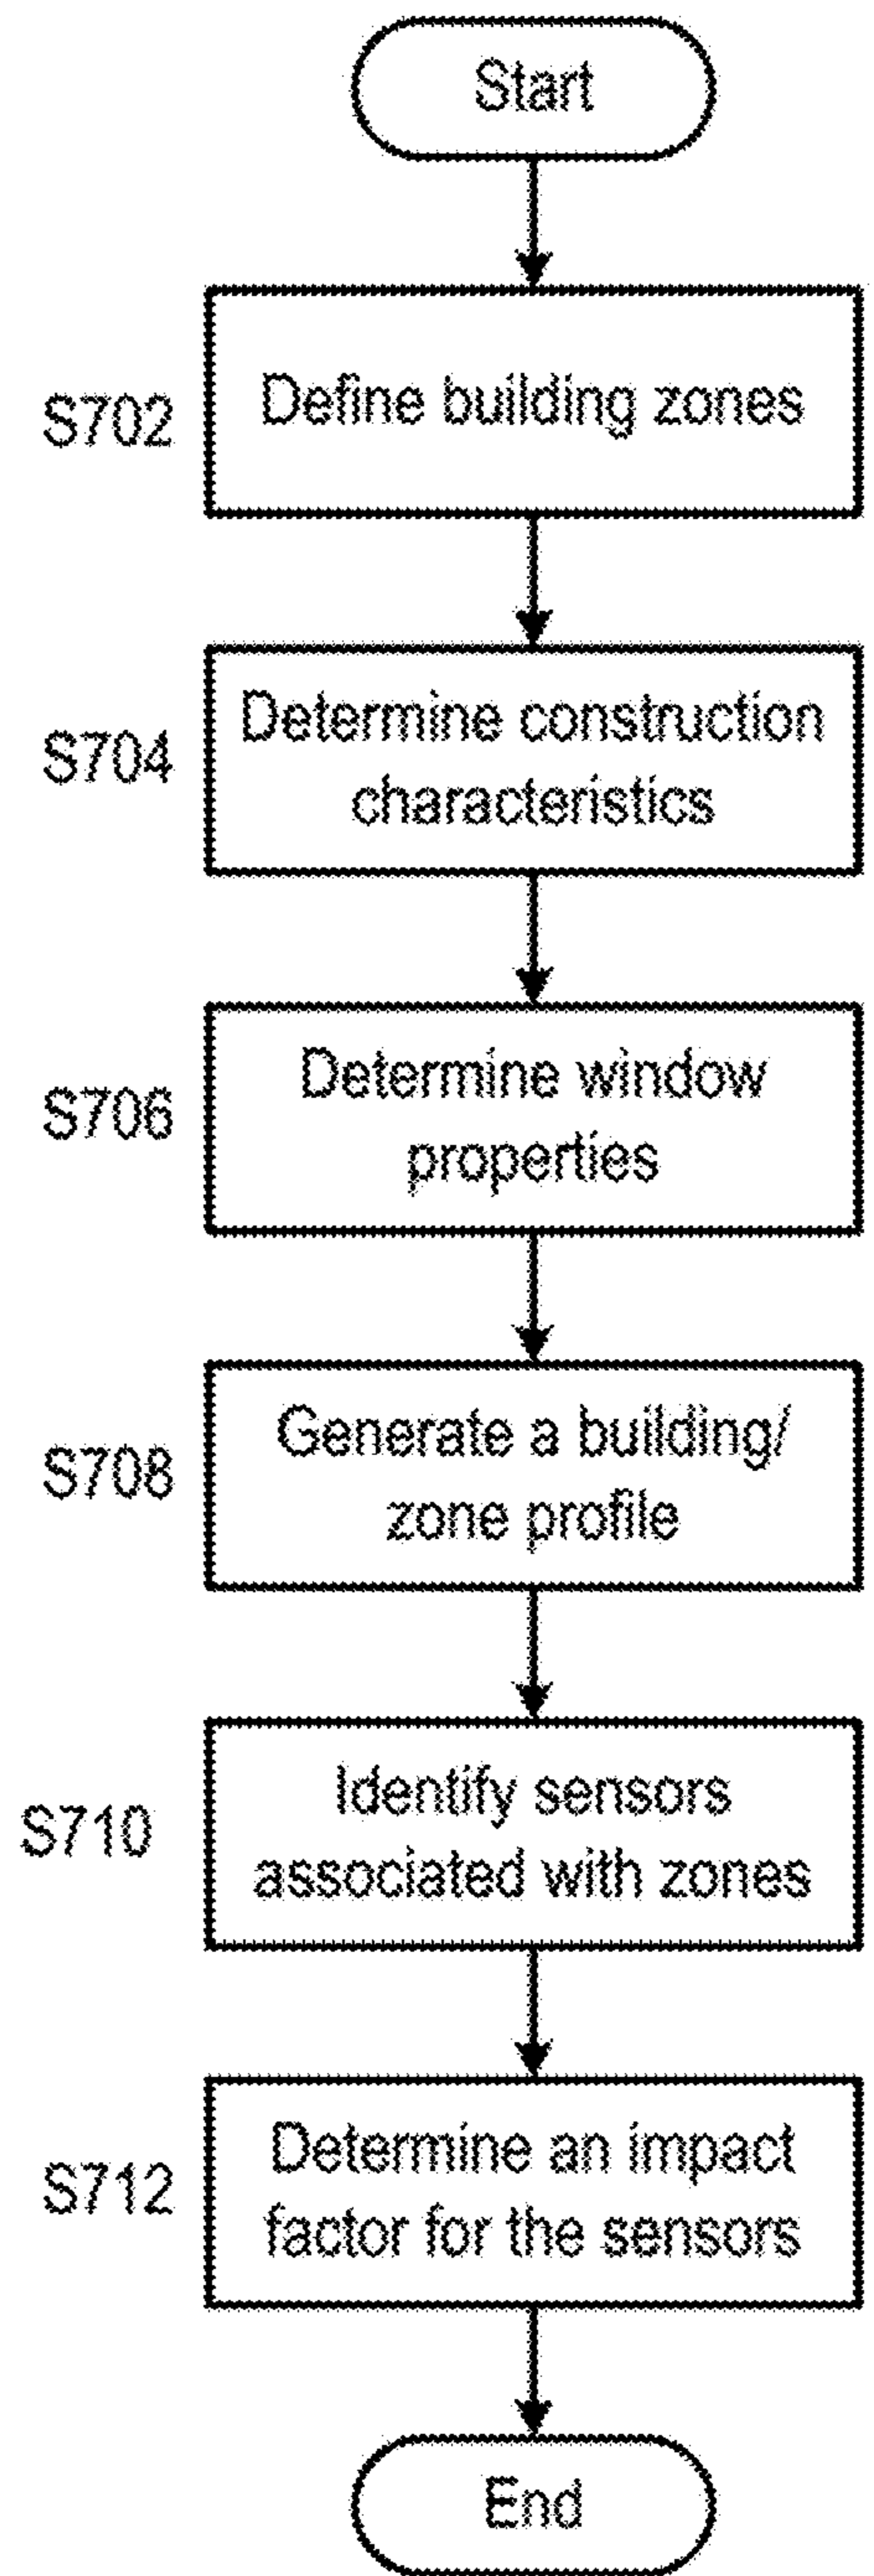 Start
S702
Define building zones
S704
Determine construction
characteristics
S706
Determine window
properties
S708
Generate a building/
zone profile
S710
Identify sensors
associated with zones
S712
Determine an impact
factor for the sensors
End